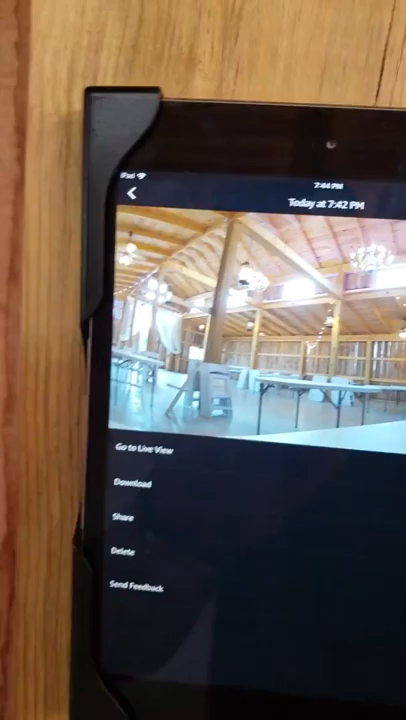 iPad
7:44 PM
Today at 7:42 PM
Go to Live View
Download
Share
Delete
Send Feedback